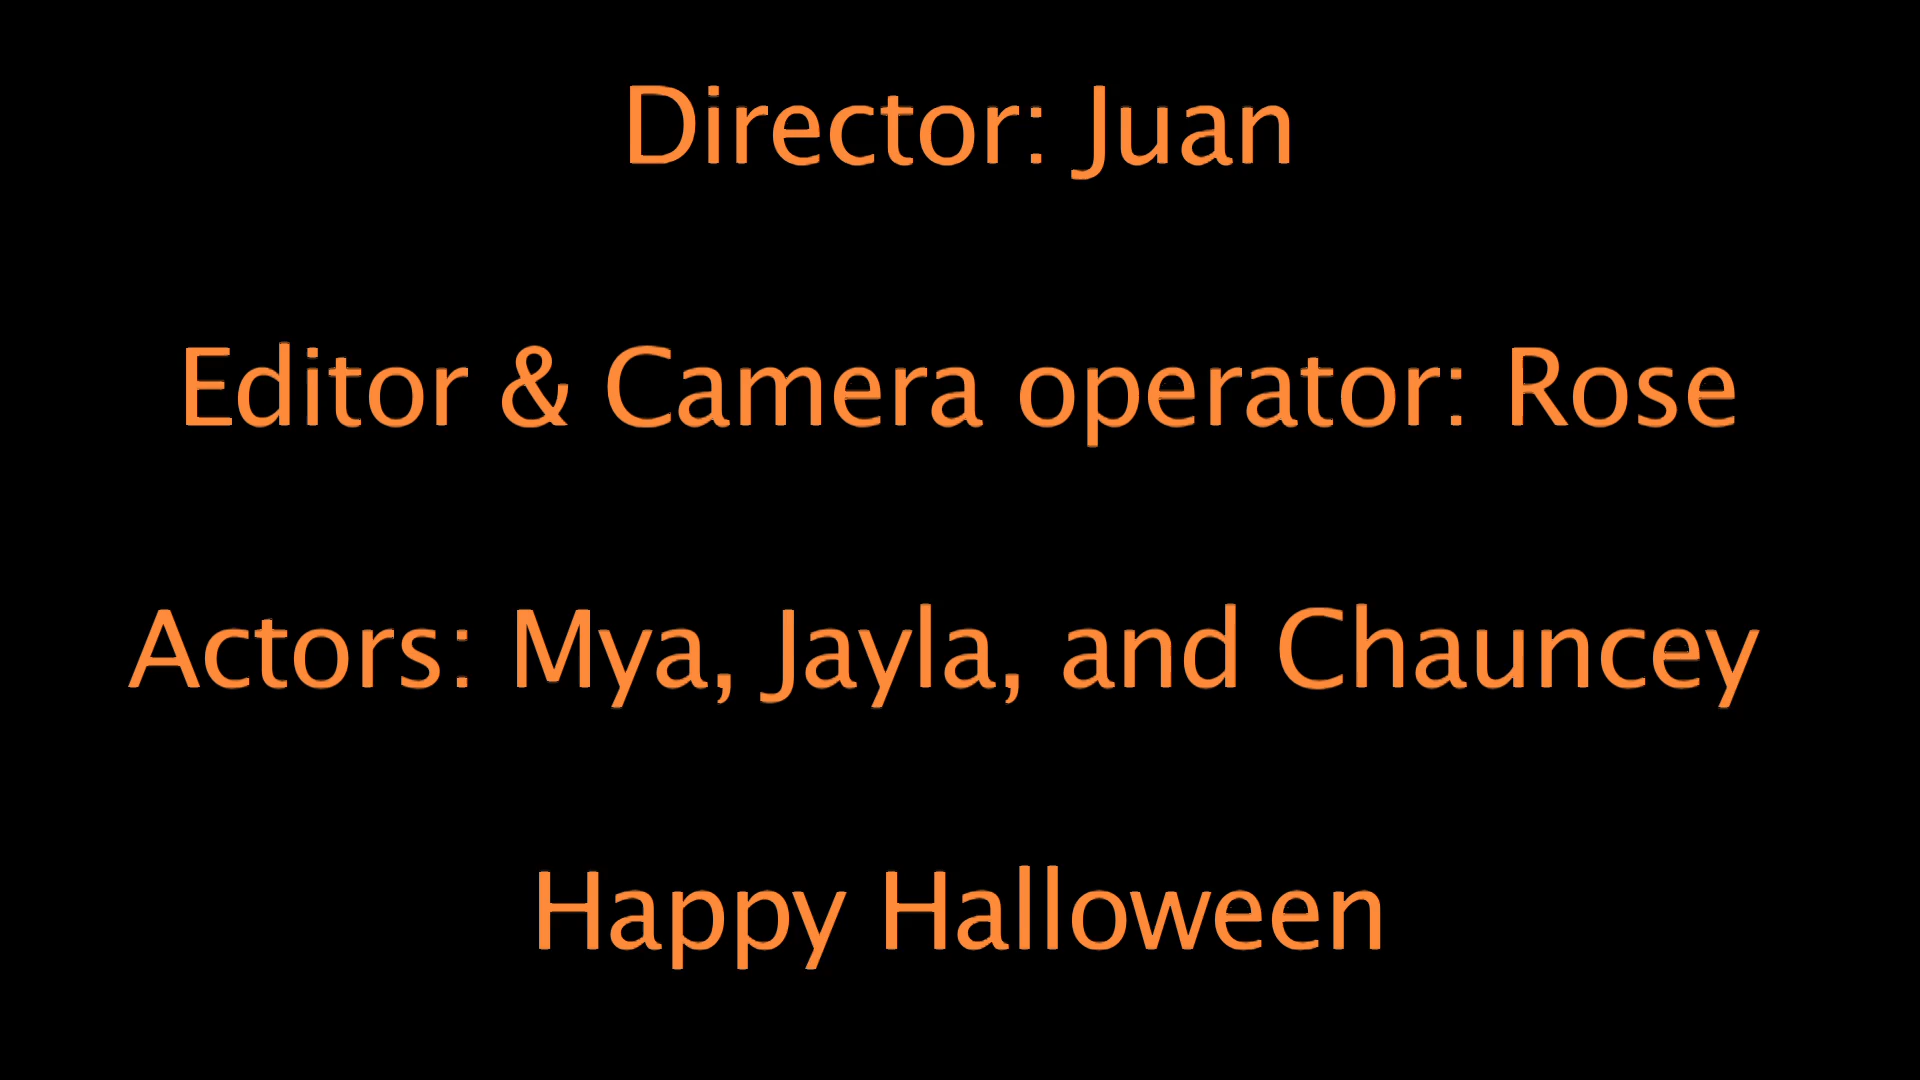 Director: Juan
Editor & Camera operator: Rose
Actors: Mya, Jayla, and Chauncey
Happy Halloween